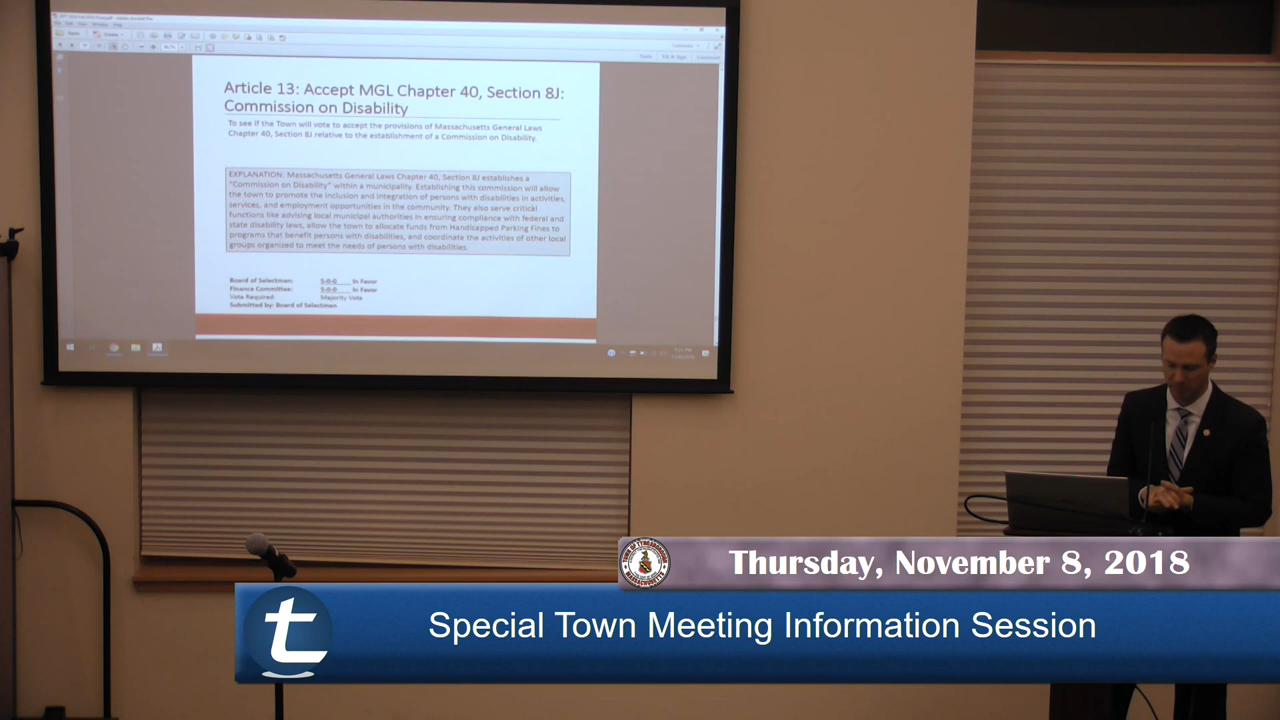 Article 13: Accept MGL Chapter 40, Section 8J:
Commission on Disability
To see if the Town will vote to accept the provisions of Massachusetts General Laws
Chapter 40, Section 8J relative to the establishment of a Commission on Disability.
EXPLANATION: Massachusetts General Laws Chapter 40, Section 8J establishes a
"Commission on Disability" within a municipality. Establishing this commission will allow
the town to promote the inclusion and integration of persons with disabilities in activities,
services, and employment opportunities in the community. They also serve critical
functions like advising local municipal authorities in ensuring compliance with federal and
state disability laws, allow the town to allocate funds from Handicapped Parking Fines to
programs that benefit persons with disabilities, and coordinate the activities of other local
groups organized to meet the needs of persons with disabilities.
Board of Selectmen: 5-0-0 In Favor
Finance Committee: 5-0-0 In Favor
Vote Required: Majority Vote
Submitted by: Board of Selectmen
Thursday, November 8, 2018
t Special Town Meeting Information Session